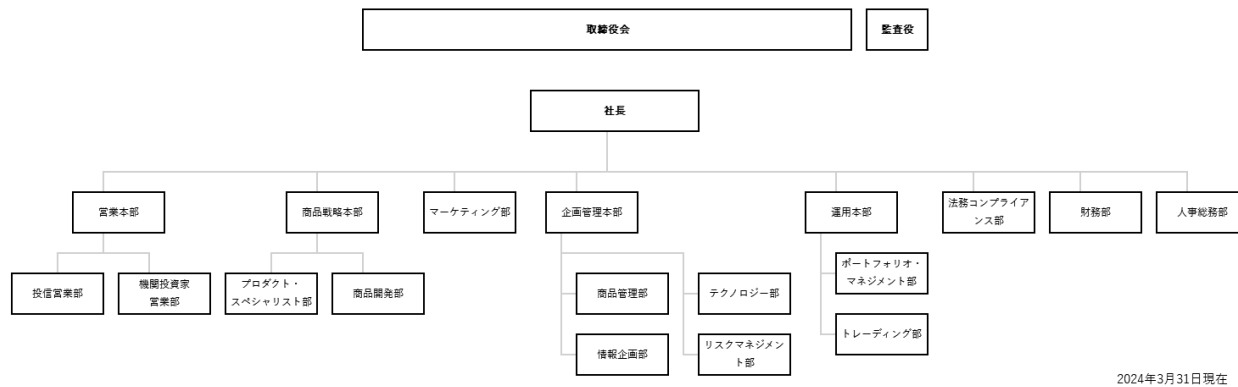 取締役会
監査役
社長
営業本部
商品戦略本部
マーケティング部
企画管理本部
運用本部
法務コンプライア
ンス部
財務部
人事総務部
投信営業部
機関投資家
営業部
プロダクト・
スペシャリスト部
商品開発部
商品管理部
テクノロジー部
情報企画部
リスクマネジメン
ト部
ポートフォリオ・
マネジメント部
トレーディング部
2024年3月31日現在